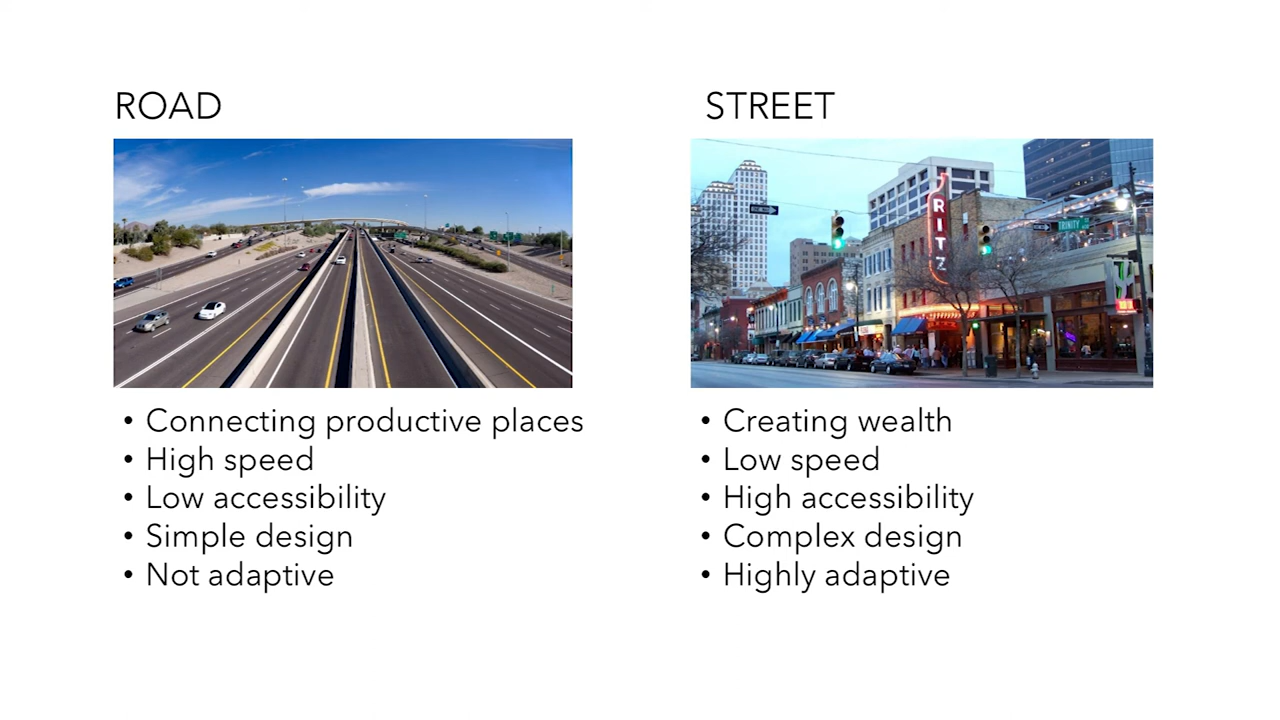 ROAD
STREET
RITZ
TRINITY
• Connecting productive places
• High speed
• Low accessibility
• Simple design
• Not adaptive
• Creating wealth
• Low speed
• High accessibility
• Complex design
• Highly adaptive